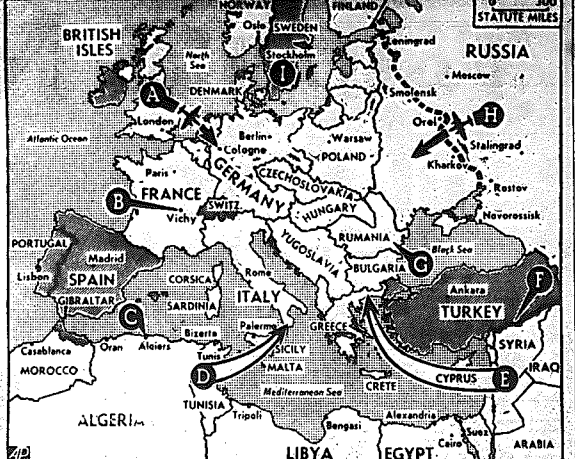 NORWAY
Oslo
SWEDEN
FINLAND
0 300
STATUTE MILES
BRITISH
ISLES
North
Sea
Stockholm
Leningrad
RUSSIA
I
Moscow
DENMARK
Smolensk
A
Orel
H
London
Berlin
Warsaw
Stalingrad
Cologne
POLAND
Atlantic Ocean
Kharkov
Paris
GERMANY
CZECHOSLOVAKIA
Rostov
FRANCE
B
SWITZ.
HUNGARY
Novorossisk
Vichy
RUMANIA
PORTUGAL
YUGOSLAVIA
Black Sea
Madrid
G
BULGARIA
CORSICA
Rome
F
Lisbon
SPAIN
Ankara
GIBRALTAR
SARDINIA
ITALY
TURKEY
C
Palermo
GREECE
Bizerta
SYRIA
Casablanca
Oran
Algiers
SICILY
Tunis
MALTA
IRAQ
MOROCCO
D
CYPRUS
E
CRETE
Mediterranean Sea
TUNISIA
Tripoli
Alexandria
ALGERIA
Bengasi
Suez
Cairo
ARABIA
AP
LIBYA
EGYPT